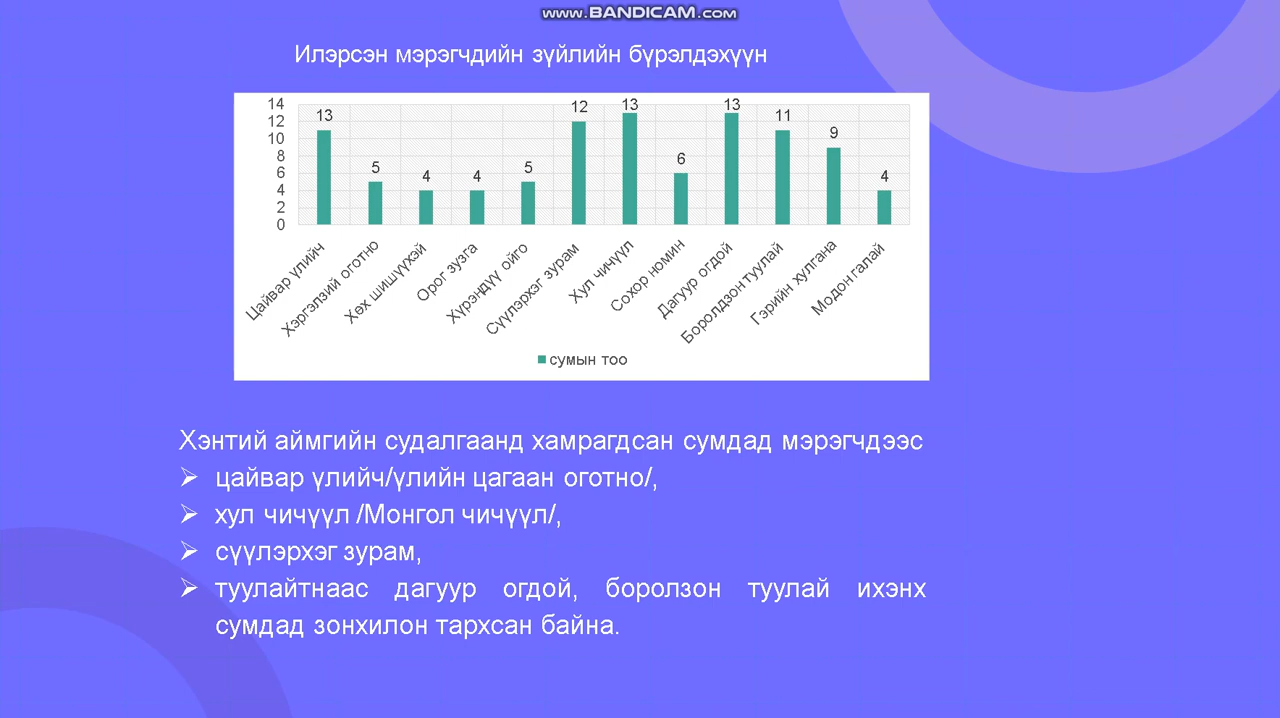 www.BANDICAM.com
Илэрсэн мэрэгчдийн зүйлийн бүрэлдэхүүн
14
12
10
8
6
4
2
0
13 5 4 4 5 12 13 6 13 11 9 4
Цайвар үлийч
Хэргэлзий оготно
Хөх шишүүхэй
Орог зузга
Хүрэндүү ойго
Сүүлэрхэг зурам
Хул чичүүл
Сохор номин
Дагуур огдой
Боролдзон туулай
Гэрийн хулгана
Модон галай
сумын тоо
Хэнтий аймгийн судалгаанд хамрагдсан сумдад мэрэгчдээс
➢ цайвар үлийч/үлийн цагаан оготно/,
➢ хул чичүүл /Монгол чичүүл/,
➢ сүүлэрхэг зурам,
➢ туулайтнаас дагуур огдой, боролзон туулай ихэнх
сумдад зонхилон тархсан байна.